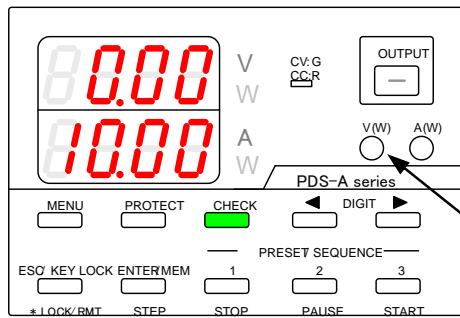 0.00 V
W
CV:G
CC:R
OUTPUT
10.00 A
W
V(W) A(W)
PDS-A series
MENU PROTECT CHECK ◀ DIGIT ▶
PRESET/ SEQUENCE
ESC/ KEY LOCK ENTER/MEM 1 2 3
* LOCK/RMT STEP STOP PAUSE START